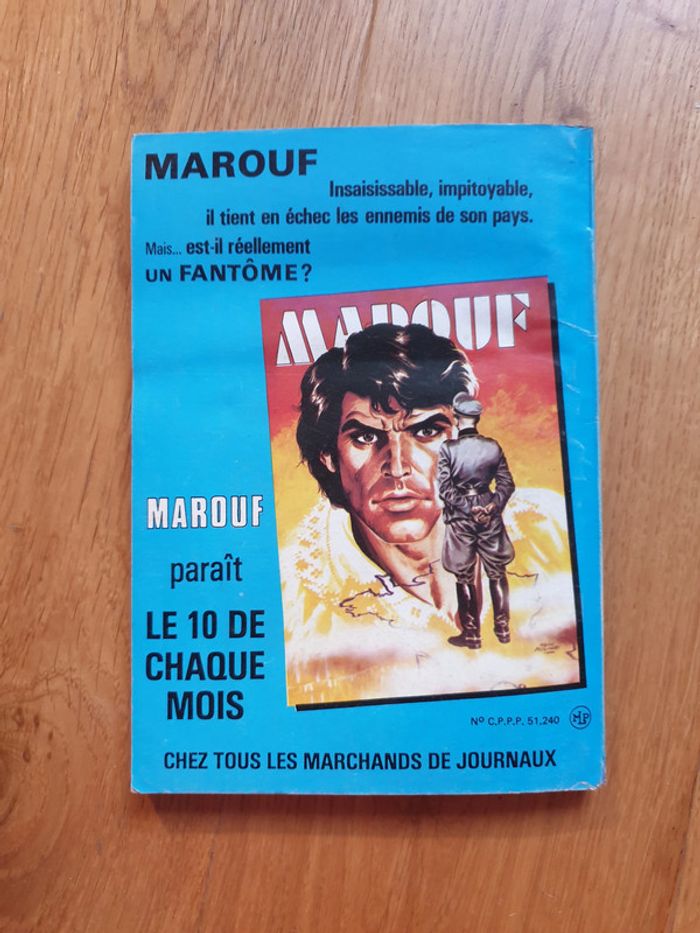 MAROUF
Insaisissable, impitoyable,
il tient en échec les ennemis de son pays.
Mais... est-il réellement
UN FANTÔME?
MAROUF
MAROUF
paraît
LE 10 DE
CHAQUE
MOIS
Nº C.P.P.P. 51.240 MP
CHEZ TOUS LES MARCHANDS DE JOURNAUX